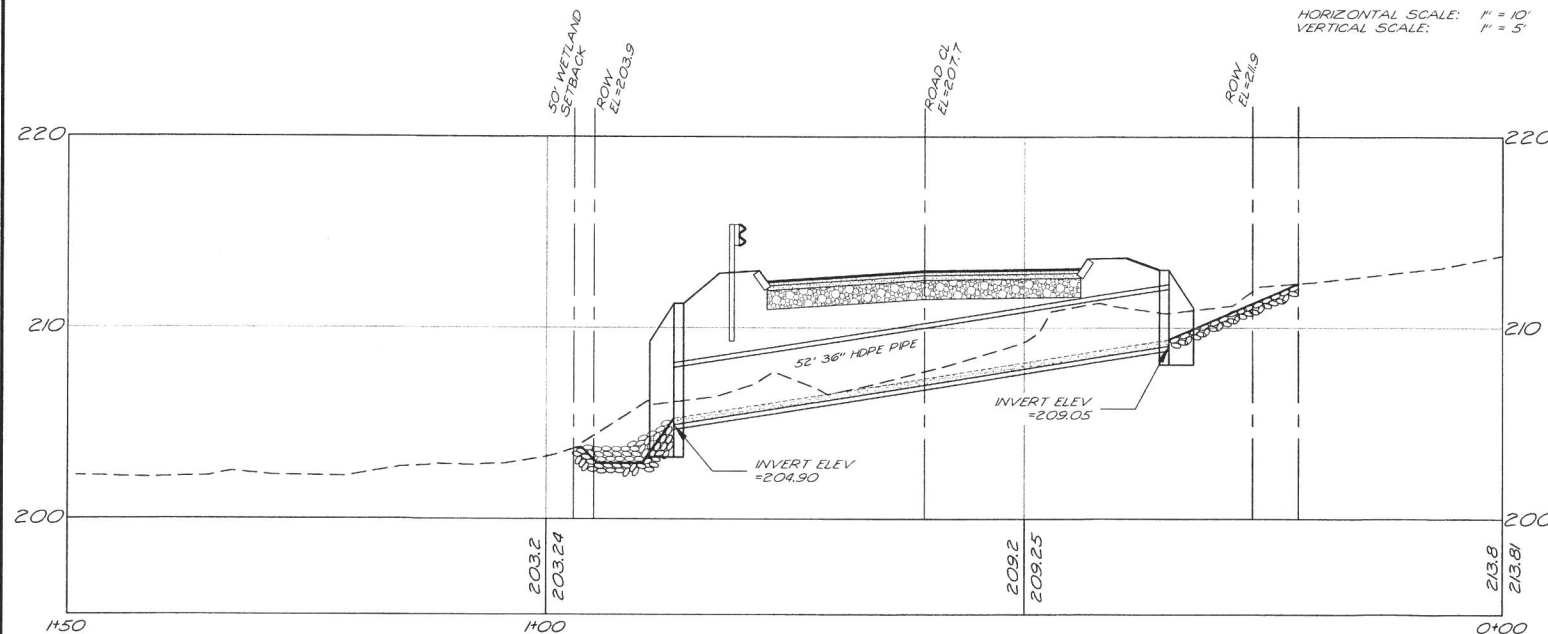 HORIZONTAL SCALE: 1" = 10'
VERTICAL SCALE: 1" = 5'
50' WETLAND
SETBACK
ROW
EL=203.9
ROAD CL
EL=207.7
ROW
EL=211.9
220
220
210
210
52' 36" HDPE PIPE
INVERT ELEV
=209.05
INVERT ELEV
=204.90
200
200
203.2
203.24
209.2
209.25
213.8
213.81
1+50
1+00
0+00